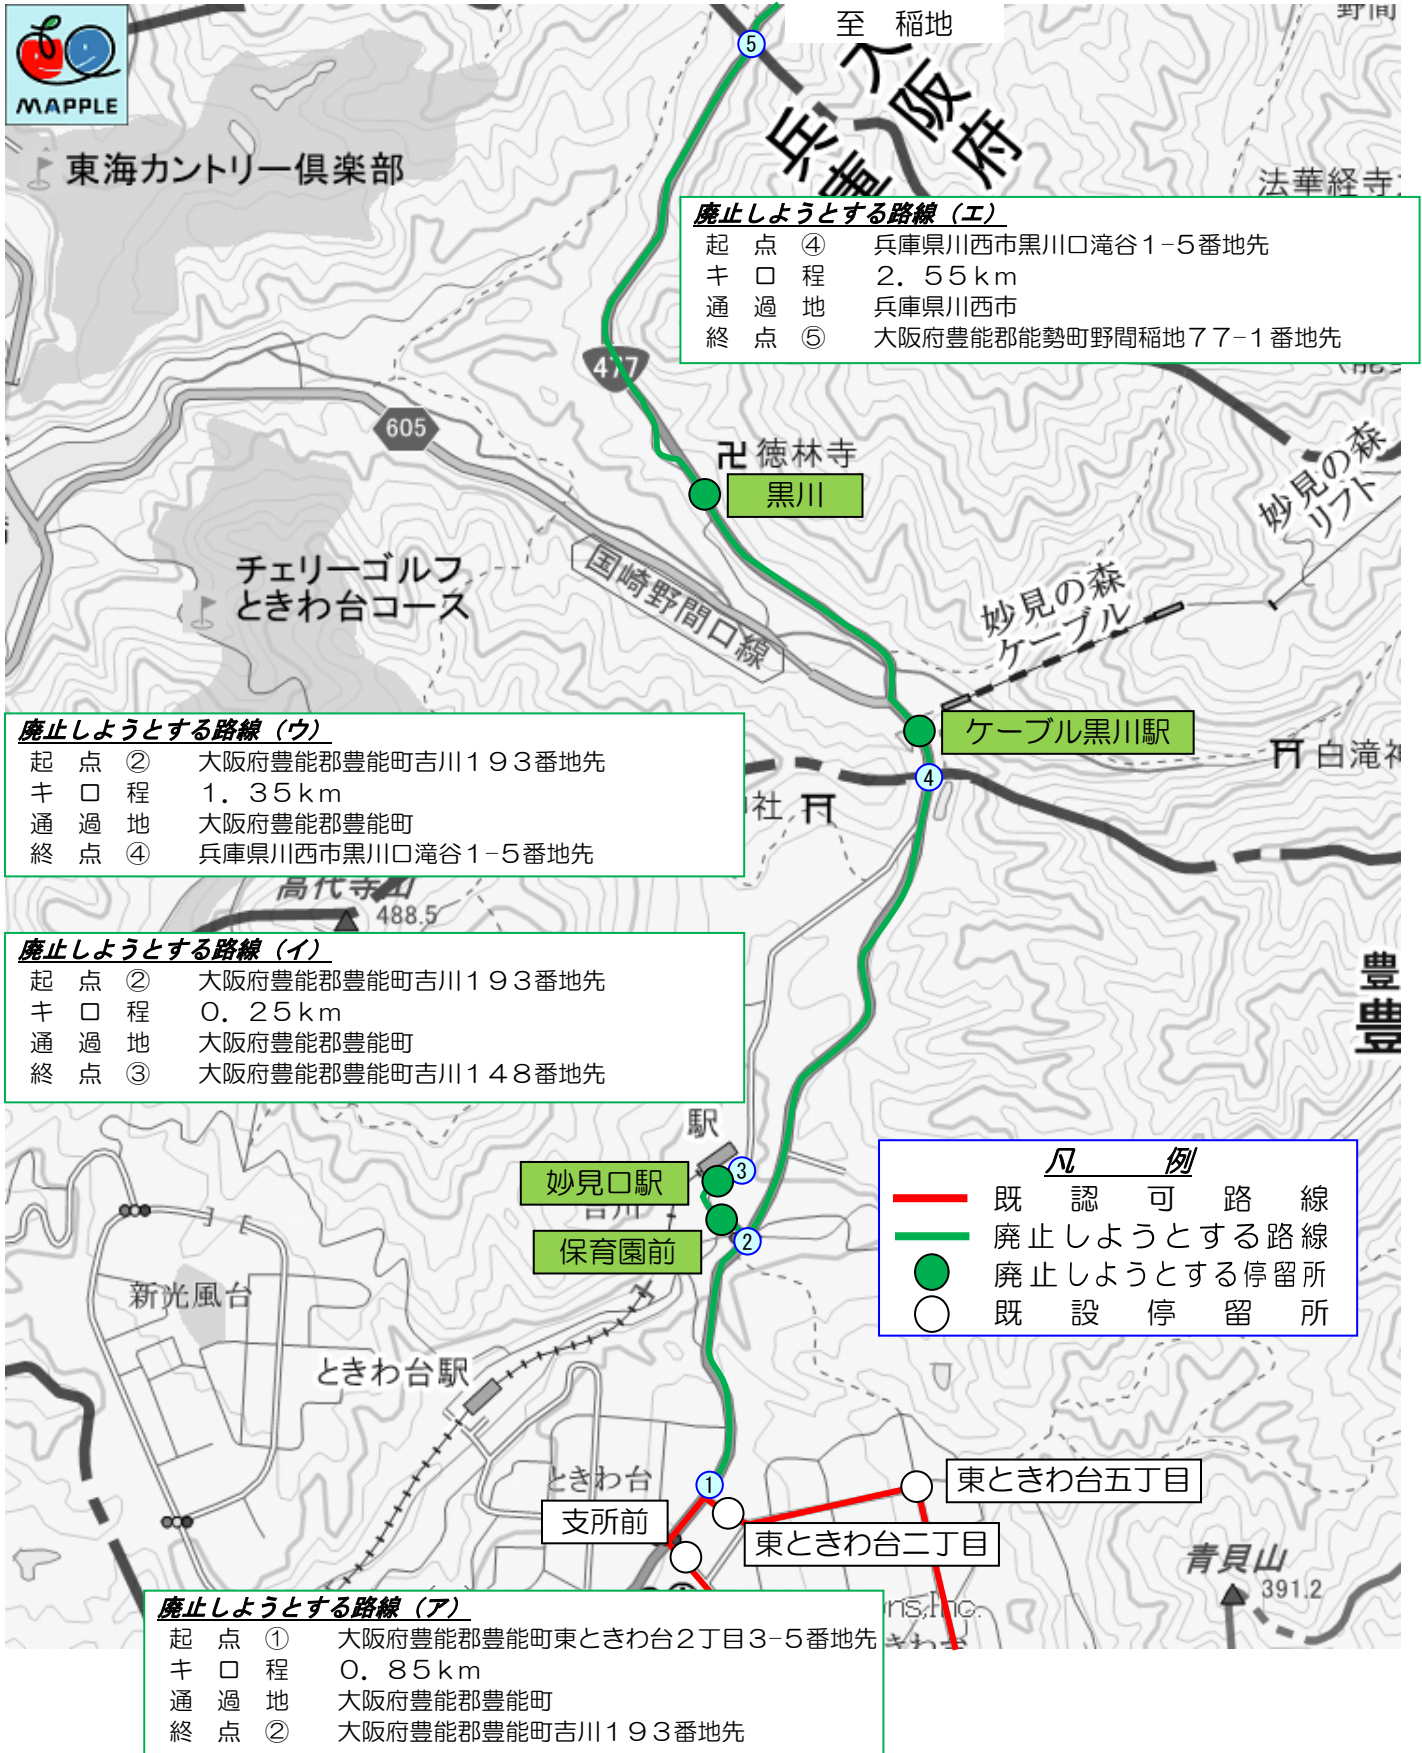 至　稲地
野間
⑤
MAPPLE
大阪府
兵庫
東海カントリー倶楽部
法華経寺
廃止しようとする路線（エ）
起　点　④　兵庫県川西市黒川口滝谷１−５番地先
キ　ロ　程　２．５５ｋｍ
通　過　地　兵庫県川西市
終　点　⑤　大阪府豊能郡能勢町野間稲地７７−１番地先
477
605
卍徳林寺
黒川
妙見の森
リフト
チェリーゴルフ
ときわ台コース
国崎野間口線
妙見の森
ケーブル
廃止しようとする路線（ウ）
起　点　②　大阪府豊能郡豊能町吉川１９３番地先
キ　ロ　程　１．３５ｋｍ
通　過　地　大阪府豊能郡豊能町
終　点　④　兵庫県川西市黒川口滝谷１−５番地先
ケーブル黒川駅
白滝神
④
社
高代寺山
488.5
廃止しようとする路線（イ）
起　点　②　大阪府豊能郡豊能町吉川１９３番地先
キ　ロ　程　０．２５ｋｍ
通　過　地　大阪府豊能郡豊能町
終　点　③　大阪府豊能郡豊能町吉川１４８番地先
豊
豊
駅
③
妙見口駅
吉川
保育園前
②
凡　例
既認可路線
廃止しようとする路線
廃止しようとする停留所
既設停留所
新光風台
ときわ台駅
ときわ台
①
東ときわ台五丁目
支所前
東ときわ台二丁目
青貝山
391.2
ns,Inc.
廃止しようとする路線（ア）
起　点　①　大阪府豊能郡豊能町東ときわ台２丁目３−５番地先
キ　ロ　程　０．８５ｋｍ
通　過　地　大阪府豊能郡豊能町
終　点　②　大阪府豊能郡豊能町吉川１９３番地先